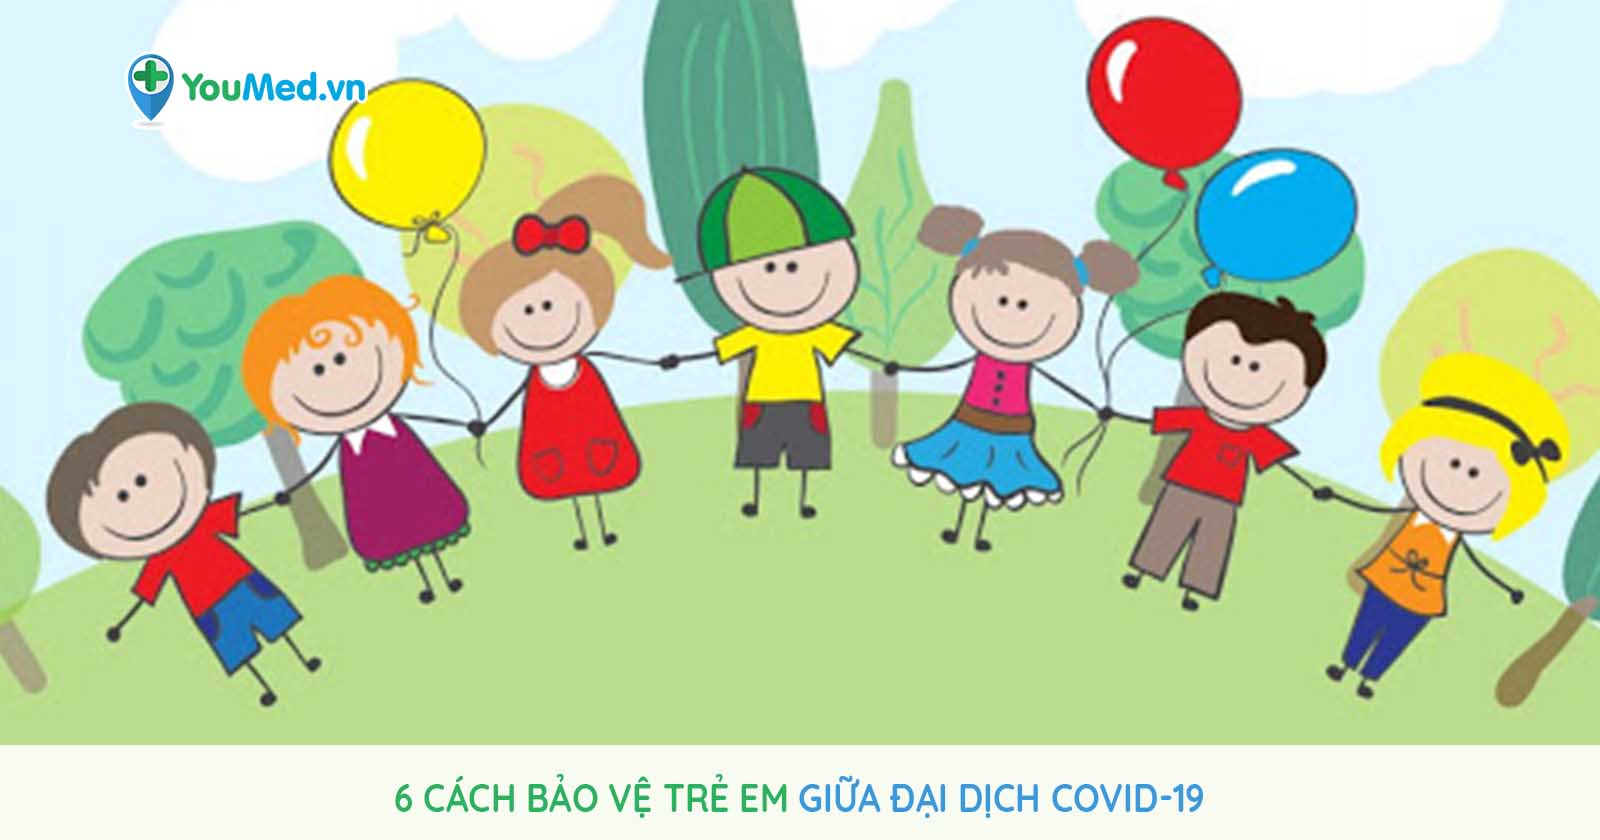 YouMed.vn
6 CÁCH BẢO VỆ TRẺ EM GIỮA ĐẠI DỊCH COVID-19